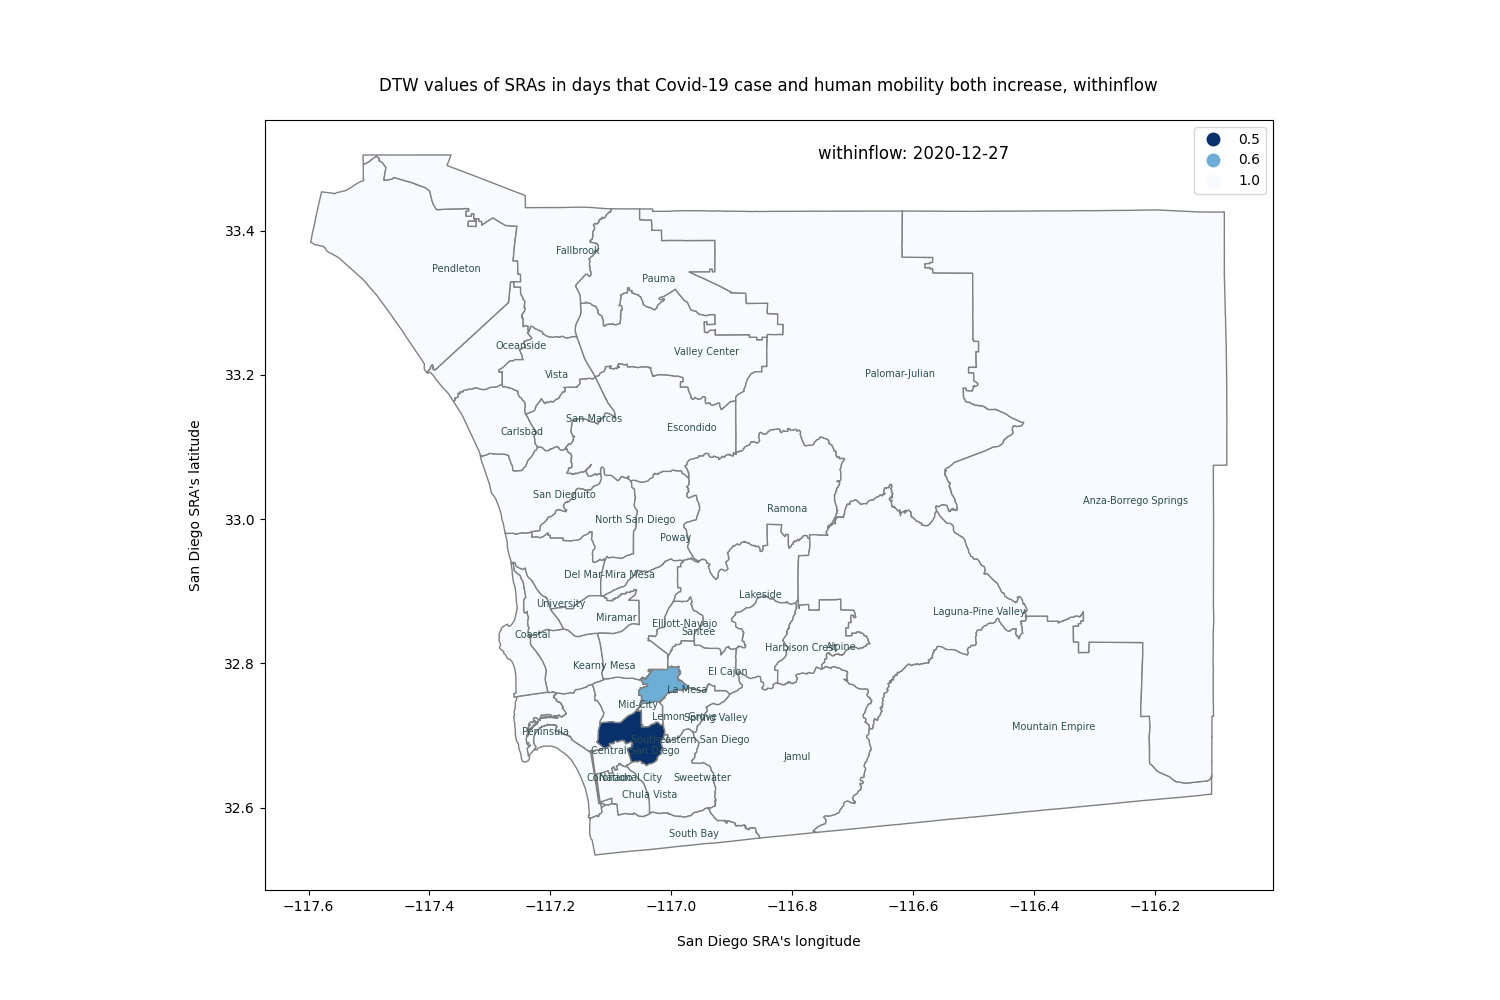 DTW values of SRAs in days that Covid-19 case and human mobility both increase, withinflow
withinflow: 2020-12-27
0.5
0.6
1.0
San Diego SRA's latitude
33.4
33.2
33.0
32.8
32.6
Fallbrook
Pendleton
Pauma
Oceanside
Valley Center
Vista
Palomar-Julian
San Marcos
Carlsbad
Escondido
San Dieguito
Anza-Borrego Springs
Ramona
North San Diego
Poway
Del Mar-Mira Mesa
Lakeside
University
Laguna-Pine Valley
Miramar
Elliott-Navajo
Santee
Coastal
Harbison Crest
Alpine
Kearny Mesa
El Cajon
La Mesa
Mid-City
Lemon Grove
Spring Valley
Mountain Empire
Peninsula
Southeastern San Diego
Central San Diego
Jamul
Coronado
National City
Sweetwater
Chula Vista
South Bay
−117.6
−117.4
−117.2
−117.0
−116.8
−116.6
−116.4
−116.2
San Diego SRA's longitude